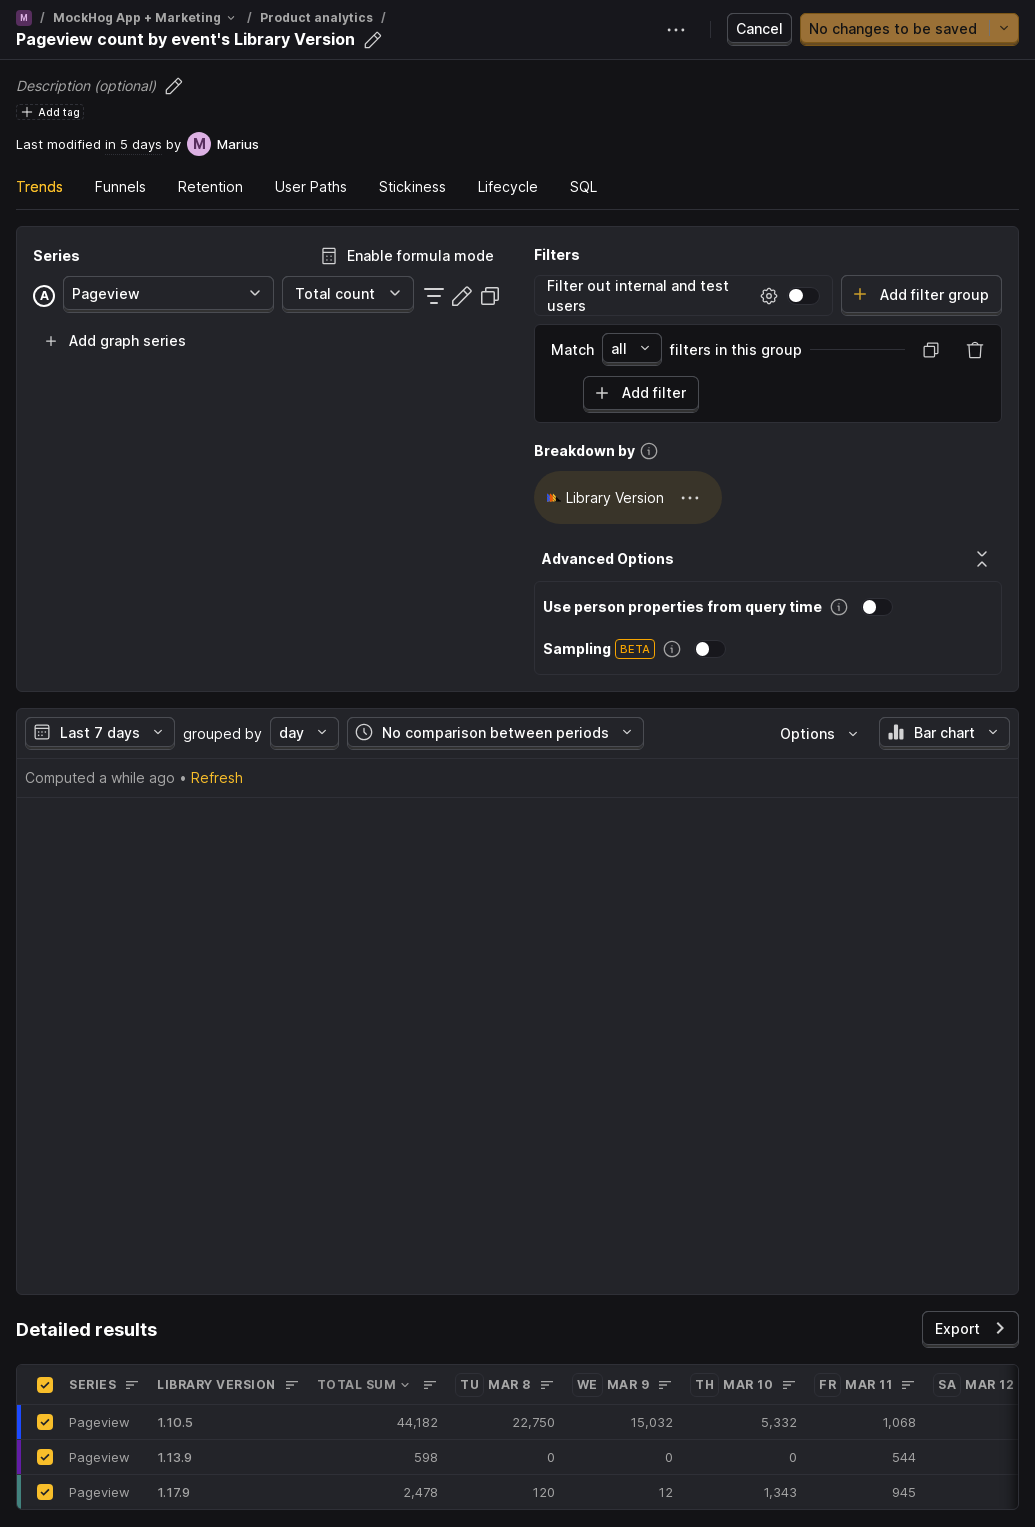 M / MockHog App + Marketing / Product analytics /
Pageview count by event's Library Version
Cancel
No changes to be saved
Description (optional)
Add tag
Last modified in 5 days by M Marius
Trends Funnels Retention User Paths Stickiness Lifecycle SQL
Series
Enable formula mode
A Pageview Total count
Add graph series
Filters
Filter out internal and test
users
Add filter group
Match all filters in this group
Add filter
Breakdown by
Library Version
Advanced Options
Use person properties from query time
Sampling BETA
Last 7 days grouped by day No comparison between periods Options Bar chart
Computed a while ago • Refresh
Detailed results
Export
SERIES LIBRARY VERSION TOTAL SUM TU MAR 8 WE MAR 9 TH MAR 10 FR MAR 11 SA MAR 12
Pageview 1.10.5 44,182 22,750 15,032 5,332 1,068
Pageview 1.13.9 598 0 0 0 544
Pageview 1.17.9 2,478 120 12 1,343 945